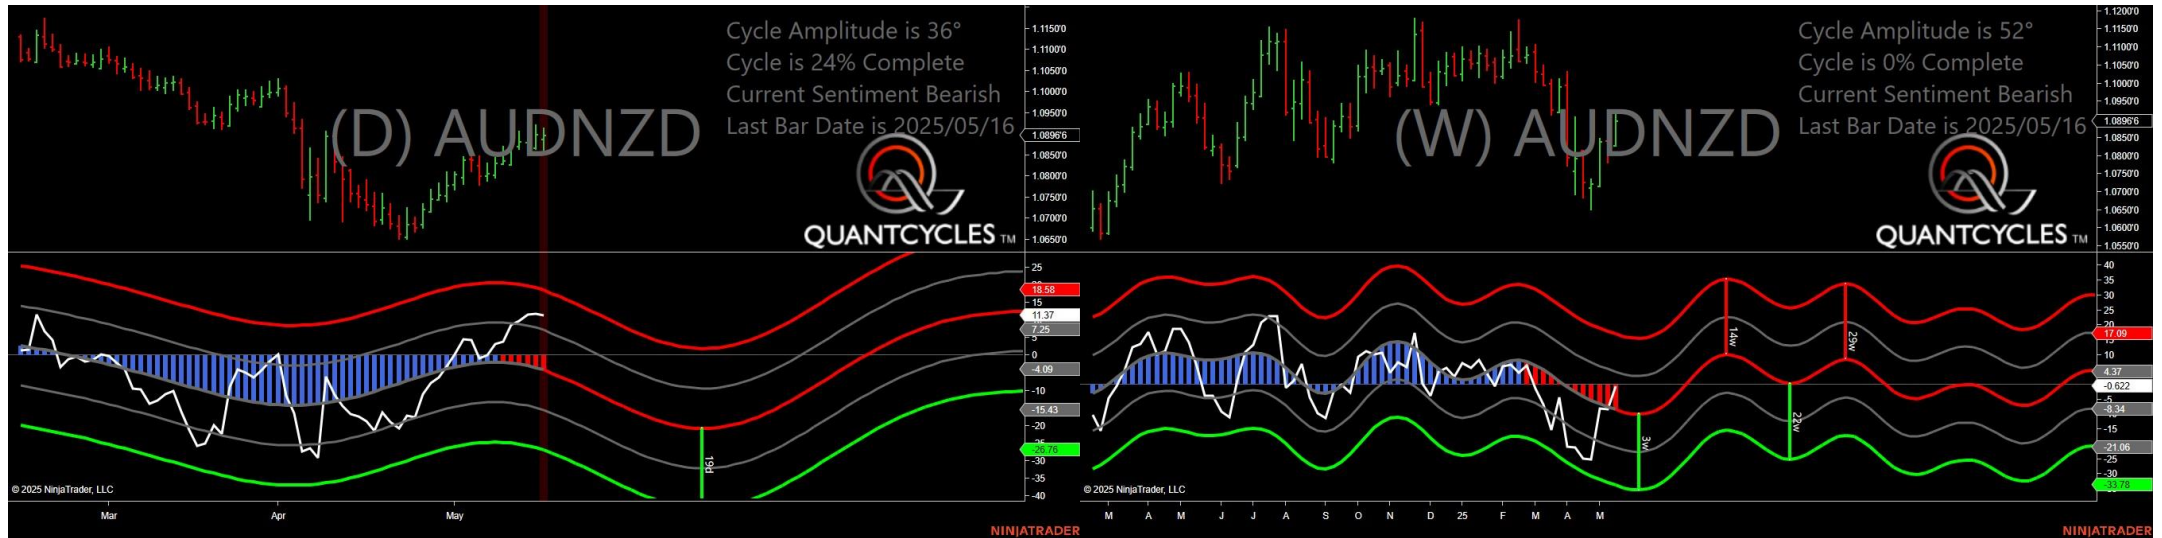 Cycle Amplitude is 36°
Cycle is 24% Complete
Current Sentiment Bearish
Last Bar Date is 2025/05/16
(D) AUDNZD
QUANTCYCLES TM
1.1150'0
1.1100'0
1.1050'0
1.1000'0
1.0950'0
1.0896'6
1.0850'0
1.0800'0
1.0750'0
1.0700'0
1.0650'0
25
18.58
15
11.37
7.25
5
0
-4.09
-10
-15.43
-20
-26.76
-30
-35
-40
19d
© 2025 NinjaTrader, LLC
Mar Apr May
NINJATRADER
Cycle Amplitude is 52°
Cycle is 0% Complete
Current Sentiment Bearish
Last Bar Date is 2025/05/16
(W) AUDNZD
QUANTCYCLES TM
1.1200'0
1.1150'0
1.1100'0
1.1050'0
1.1000'0
1.0950'0
1.0896'6
1.0850'0
1.0800'0
1.0750'0
1.0700'0
1.0650'0
1.0600'0
1.0550'0
40
35
30
25
20
17.09
10
4.37
-0.622
-5
-8.34
-15
-21.06
-25
-30
-33.78
14w
29w
3w
22w
© 2025 NinjaTrader, LLC
M A M J J A S O N D 25 F M A M
NINJATRADER